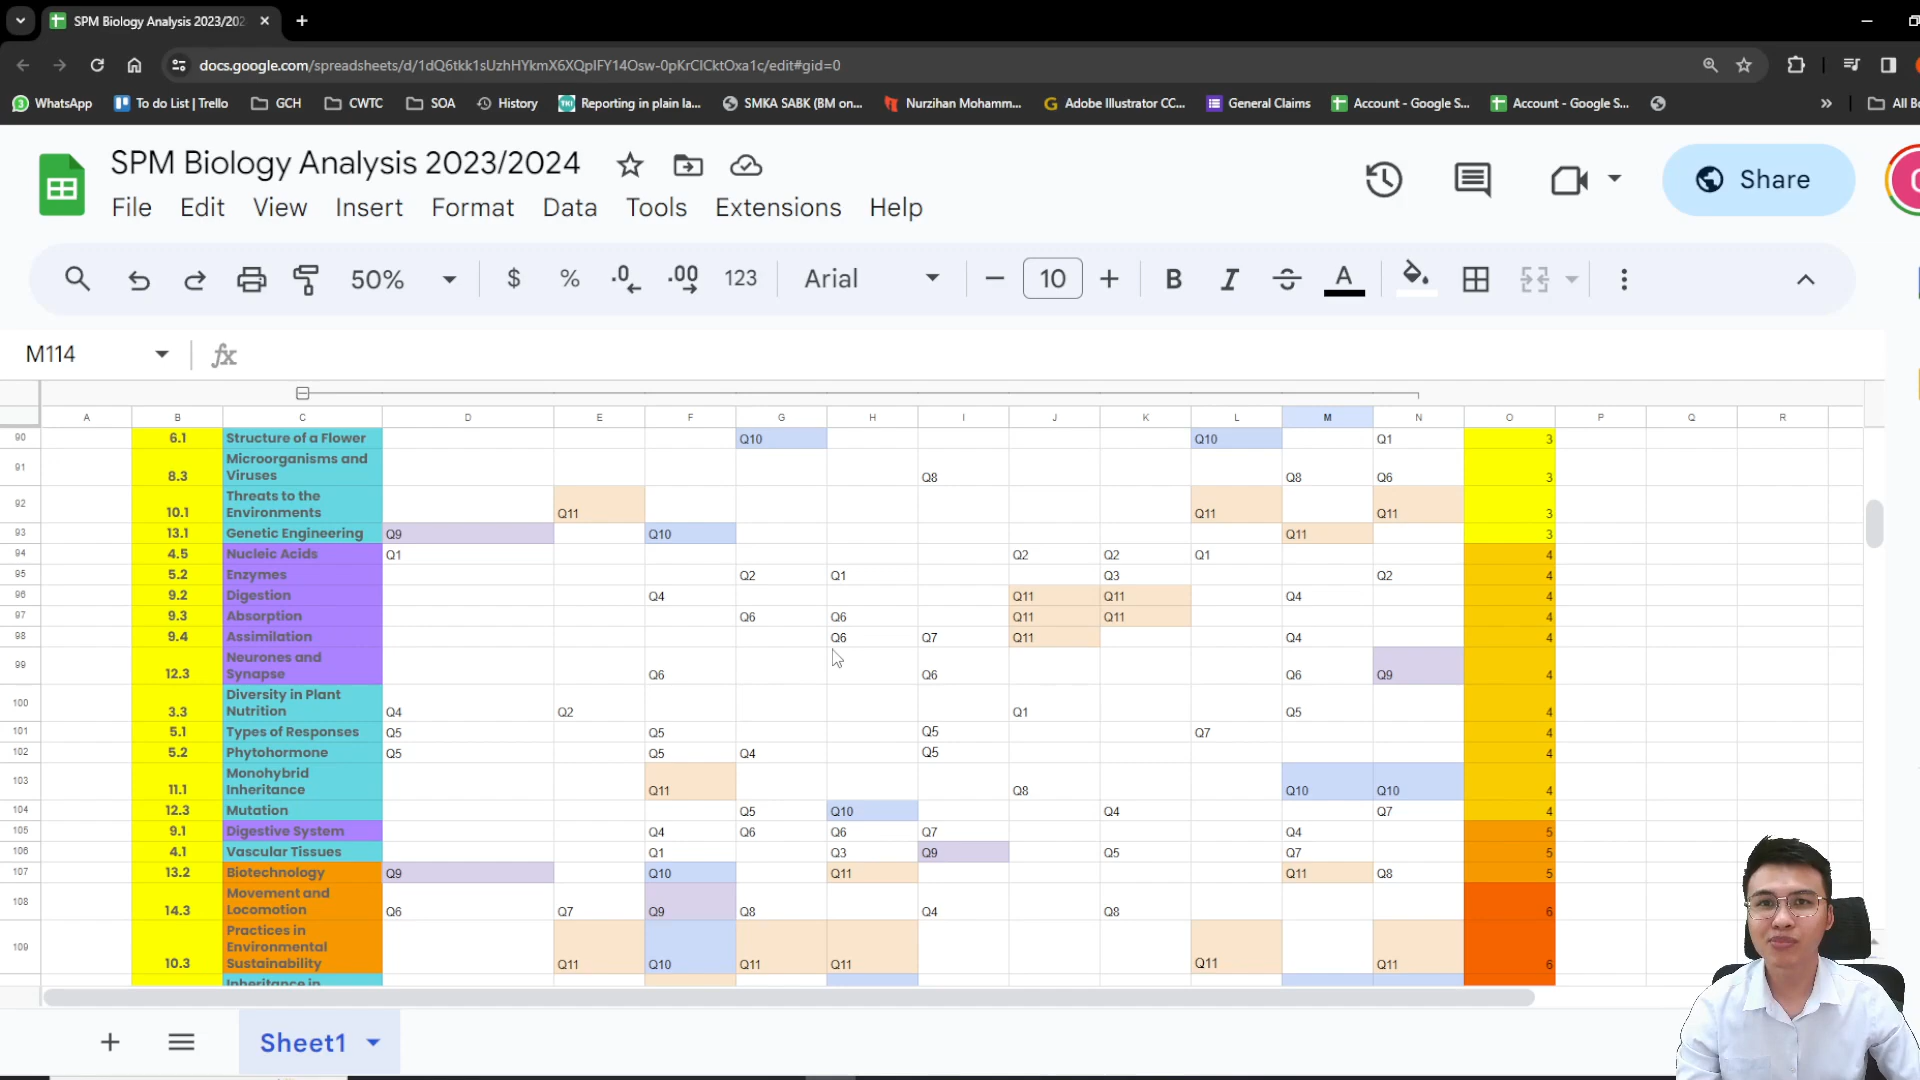 SPM Biology Analysis 2023/202
docs.google.com/spreadsheets/d/1dQ6tkk1sUzhHYkmX6XQpIFY14Osw-0pKrCICktOxa1c/edit#gid=0
WhatsApp To do List | Trello GCH CWTC SOA History Reporting in plain la... SMKA SABK (BM on... Nurzihan Mohamm... Adobe Illustrator CC... General Claims Account - Google S... Account - Google S... » All Bo
SPM Biology Analysis 2023/2024
Share
File Edit View Insert Format Data Tools Extensions Help
50% $ % .0 .00 123 Arial 10 B I A
M114 fx
A B C D E F G H I J K L M N O P Q R
90 6.1 Structure of a Flower Q10 Q10 Q1 3
Microorganisms and
91 8.3 Viruses Q8 Q8 Q6 3
Threats to the
92 10.1 Environments Q11 Q11 Q11 3
93 13.1 Genetic Engineering Q9 Q10 Q11 3
94 4.5 Nucleic Acids Q1 Q2 Q2 Q1 4
95 5.2 Enzymes Q2 Q1 Q3 Q2 4
96 9.2 Digestion Q4 Q11 Q11 Q4 4
97 9.3 Absorption Q6 Q6 Q11 Q11 4
98 9.4 Assimilation Q6 Q7 Q11 Q4 4
Neurones and
99 12.3 Synapse Q6 Q6 Q6 Q9 4
Diversity in Plant
100 3.3 Nutrition Q4 Q2 Q1 Q5 4
101 5.1 Types of Responses Q5 Q5 Q5 Q7 4
102 5.2 Phytohormone Q5 Q5 Q4 Q5 4
Monohybrid
103 11.1 Inheritance Q11 Q8 Q10 Q10 4
104 12.3 Mutation Q5 Q10 Q4 Q7 4
105 9.1 Digestive System Q4 Q6 Q6 Q7 Q4 5
106 4.1 Vascular Tissues Q1 Q3 Q9 Q5 Q7 5
107 13.2 Biotechnology Q9 Q10 Q11 Q11 Q8 5
Movement and
108 14.3 Locomotion Q6 Q7 Q9 Q8 Q4 Q8 6
Practices in
109 Environmental
10.3 Sustainability Q11 Q10 Q11 Q11 Q11 Q11 6
Inheritance in
Sheet1